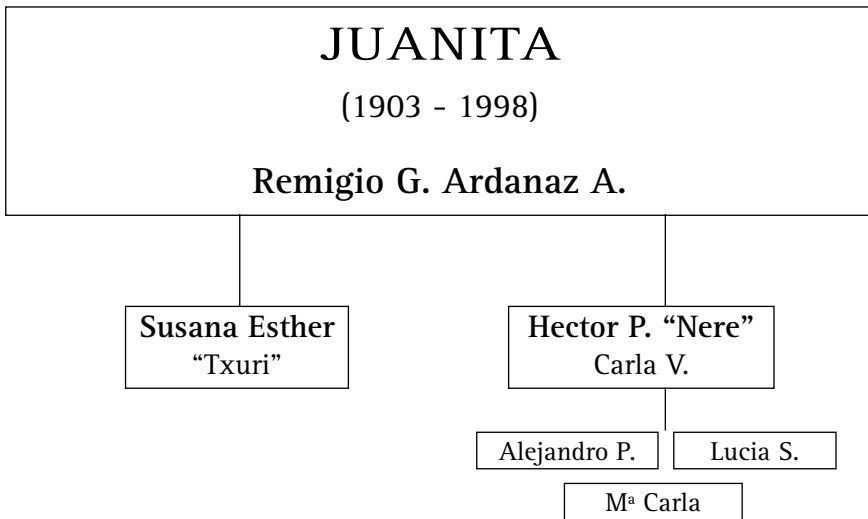 JUANITA
(1903 - 1998)
Remigio G. Ardanaz A.
Susana Esther
“Txuri”
Hector P. “Nere”
Carla V.
Alejandro P.
Lucia S.
Mª Carla